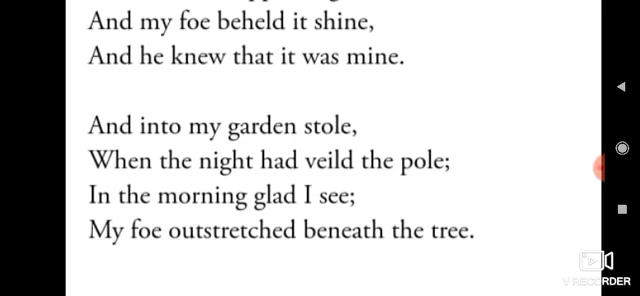 And my foe beheld it shine,
And he knew that it was mine.
And into my garden stole,
When the night had veild the pole;
In the morning glad I see;
My foe outstretched beneath the tree.
V RECORDER